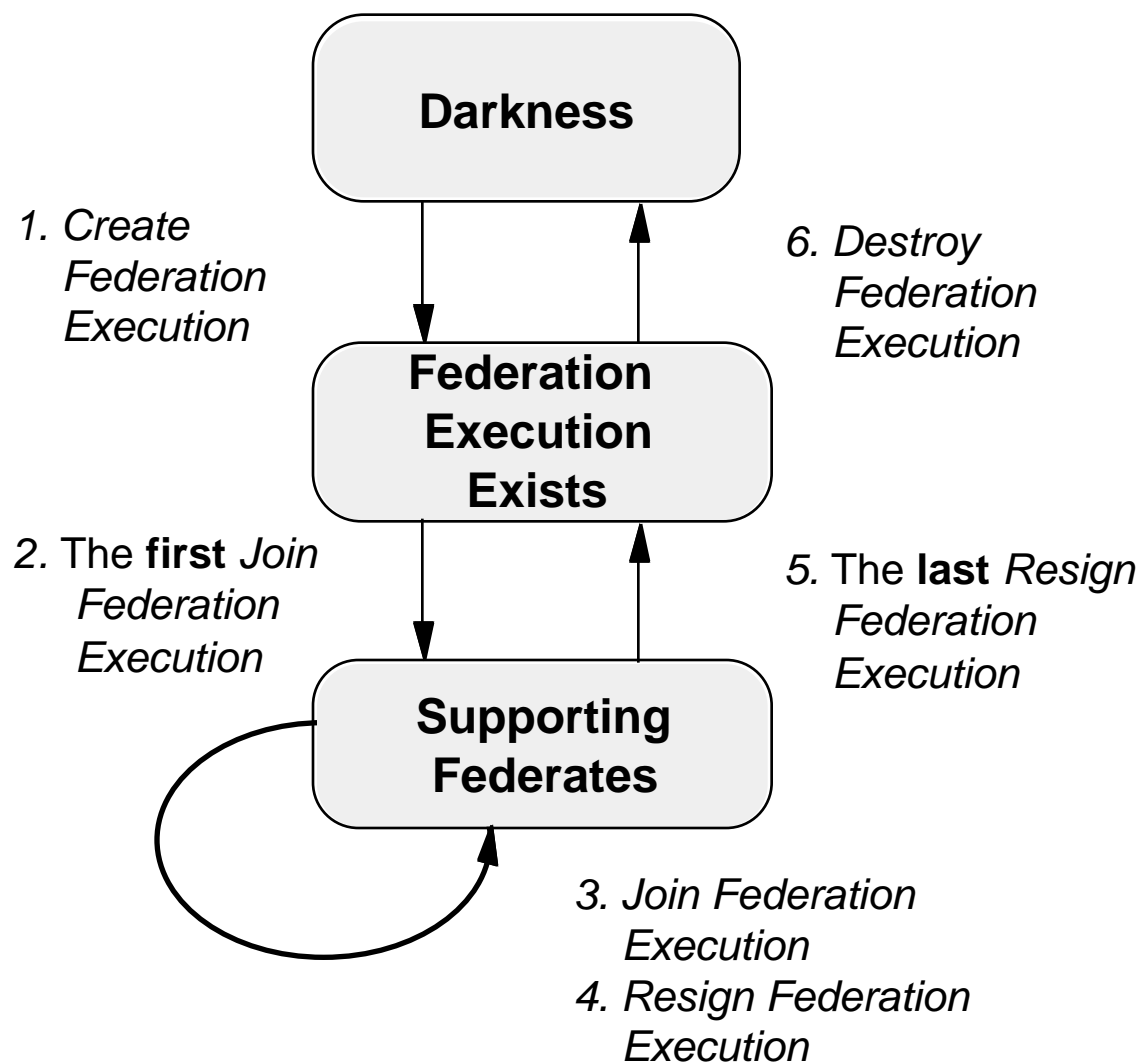 Darkness
1. Create
Federation
Execution
6. Destroy
Federation
Execution
Federation
Execution
Exists
2. The first Join
Federation
Execution
5. The last Resign
Federation
Execution
Supporting
Federates
3. Join Federation
Execution
4. Resign Federation
Execution